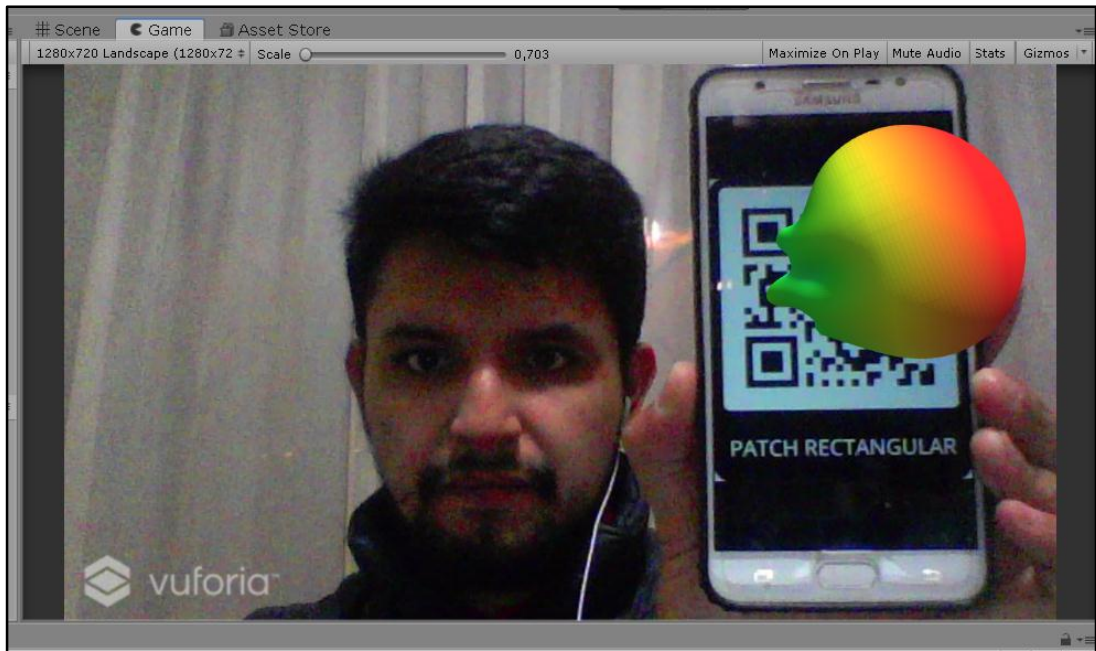 Scene Game Asset Store
1280x720 Landscape (1280x72 Scale 0,703 Maximize On Play Mute Audio Stats Gizmos
SAMSUNG
PATCH RECTANGULAR
vuforia™